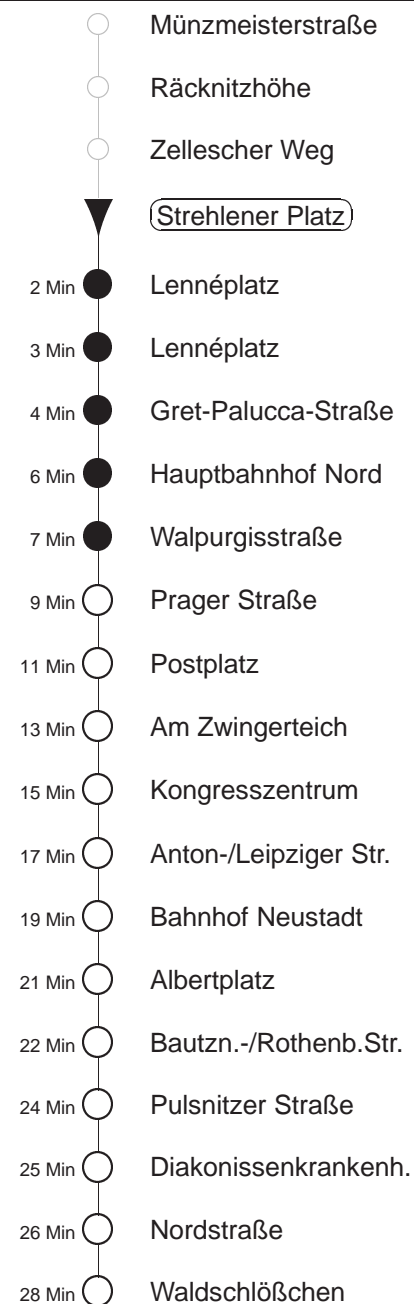 Münzmeisterstraße
Räcknitzhöhe
Zellescher Weg
Strehlener Platz
2 Min Lennéplatz
3 Min Lennéplatz
4 Min Gret-Palucca-Straße
6 Min Hauptbahnhof Nord
7 Min Walpurgisstraße
9 Min Prager Straße
11 Min Postplatz
13 Min Am Zwingerteich
15 Min Kongresszentrum
17 Min Anton-/Leipziger Str.
19 Min Bahnhof Neustadt
21 Min Albertplatz
22 Min Bautzn.-/Rothenb.Str.
24 Min Pulsnitzer Straße
25 Min Diakonissenkrankenh.
26 Min Nordstraße
28 Min Waldschlößchen